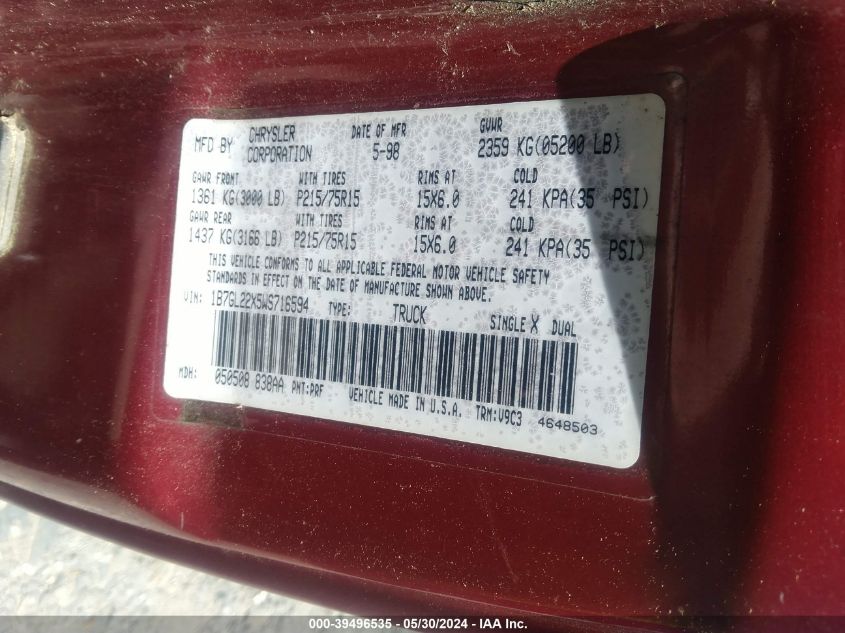 MFD BY CHRYSLER CORPORATION DATE OF MFR 5-98 GVWR 2359 KG(05200 LB)
GAWR FRONT WITH TIRES RIMS AT COLD
1361 KG(3000 LB) P215/75R15 15X6.0 241 KPA(35 PSI)
GAWR REAR WITH TIRES RIMS AT COLD
1437 KG(3166 LB) P215/75R15 15X6.0 241 KPA(35 PSI)
THIS VEHICLE CONFORMS TO ALL APPLICABLE FEDERAL MOTOR VEHICLE SAFETY
STANDARDS IN EFFECT ON THE DATE OF MANUFACTURE SHOWN ABOVE.
VIN: 1B7GL22X5WS716594 TYPE: TRUCK SINGLE X DUAL
MDH: 050508 838AA PNT:PRF VEHICLE MADE IN U.S.A. TRM:V9C3 4648503
000-39496535 - 05/30/2024 - IAA Inc.